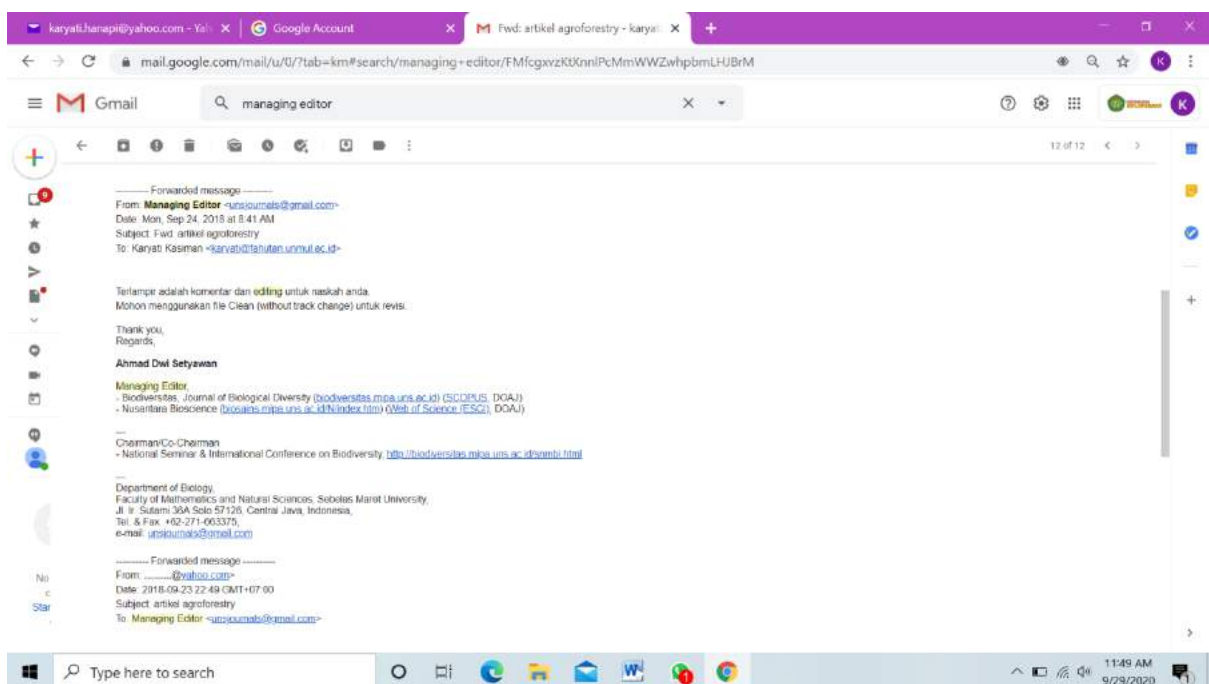 karyati.hanapi@yahoo.com - Yah
Google Account
Fwd: artikel agroforestry - karyat
mail.google.com/mail/u/0/?tab=km#search/managing+editor/FMfcgxvzKtXnnlPcMmWWZwhpbmLHJBrM
K
Gmail
managing editor
K
12 of 12
9
---------- Forwarded message ----------
From: Managing Editor <unsjournals@gmail.com>
Date: Mon, Sep 24, 2018 at 8:41 AM
Subject: Fwd: artikel agroforestry
To: Karyati Kasiman <karyati@fahutan.unmul.ac.id>
Terlampir adalah komentar dan editing untuk naskah anda.
Mohon menggunakan file Clean (without track change) untuk revisi.
Thank you,
Regards,
Ahmad Dwi Setyawan
Managing Editor,
- Biodiversitas, Journal of Biological Diversity (biodiversitas.mipa.uns.ac.id) (SCOPUS, DOAJ)
- Nusantara Bioscience (biosains.mipa.uns.ac.id/N/index.htm) (Web of Science (ESCI), DOAJ)
---
Chairman/Co-Chairman
- National Seminar & International Conference on Biodiversity, http://biodiversitas.mipa.uns.ac.id/snmbi.html
---
Department of Biology,
Faculty of Mathematics and Natural Sciences, Sebelas Maret University,
Jl. Ir. Sutami 36A Solo 57126, Central Java, Indonesia,
Tel. & Fax. +62-271-663375,
e-mail: unsjournals@gmail.com
---------- Forwarded message ----------
From: ..........@yahoo.com>
Date: 2018-09-23 22:49 GMT+07:00
Subject: artikel agroforestry
To: Managing Editor <unsjournals@gmail.com>
No
c
Star
Type here to search
11:49 AM
9/29/2020